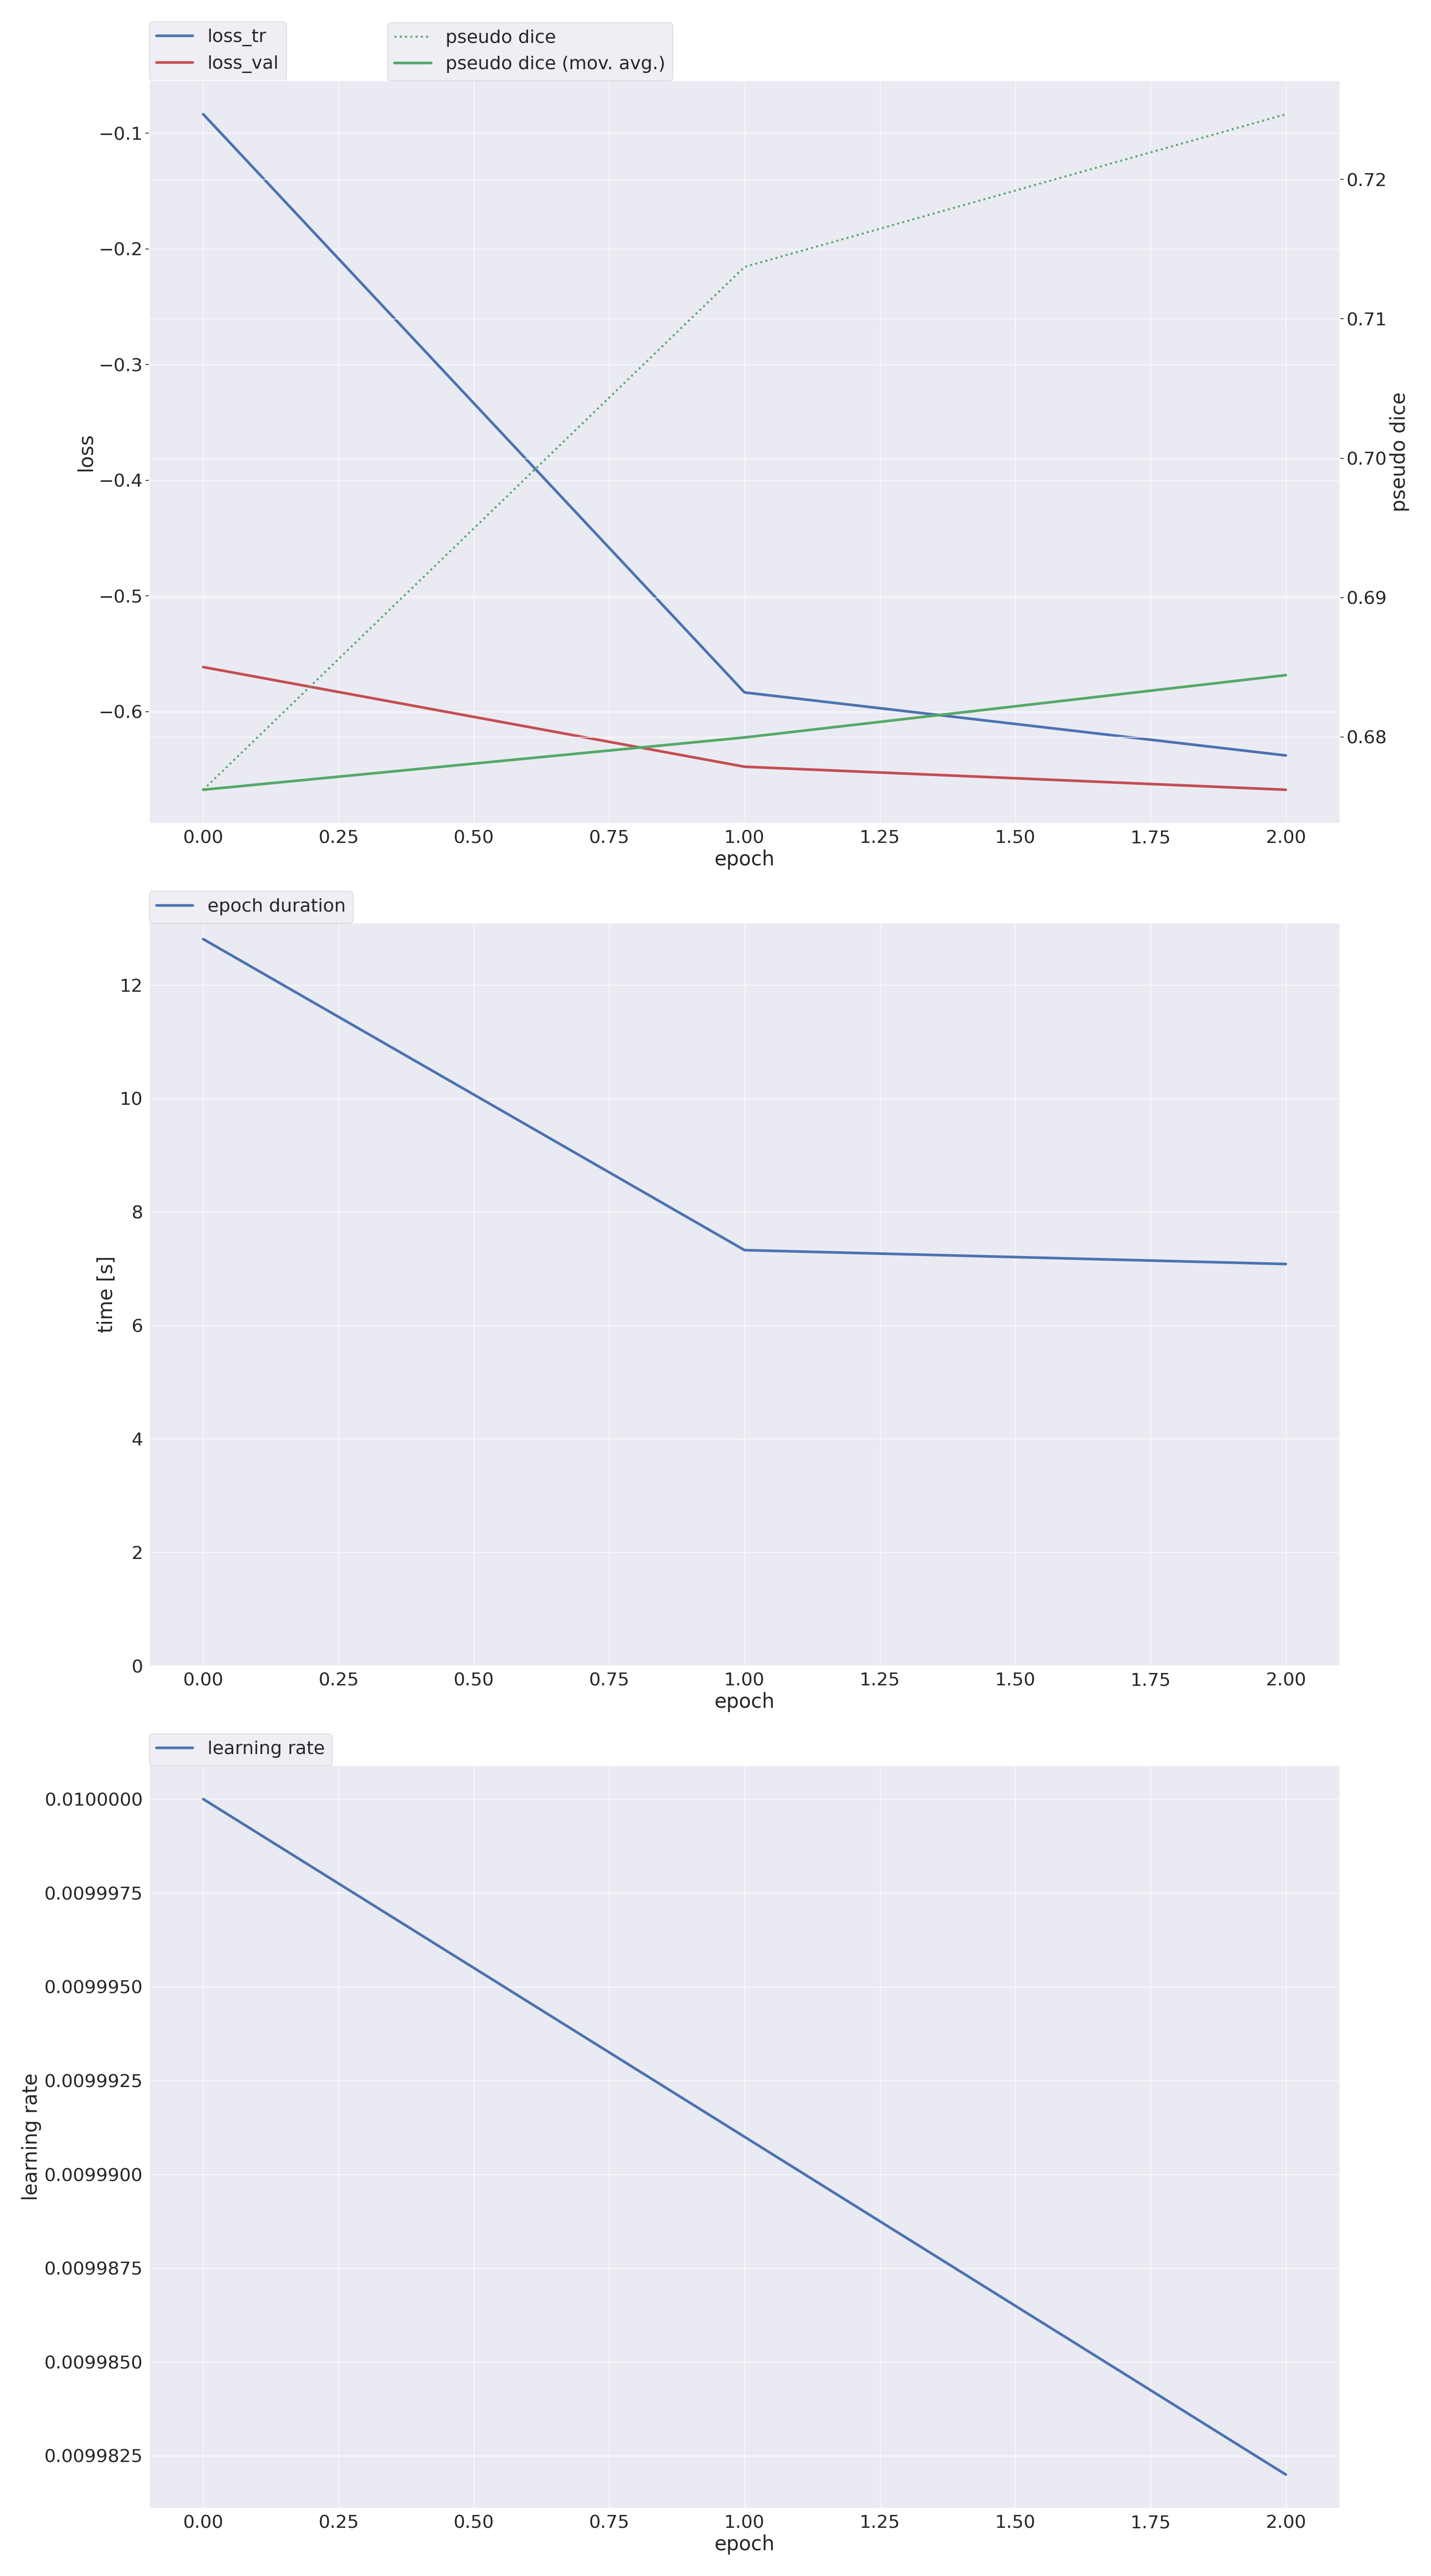 loss_tr
loss_val
pseudo dice
pseudo dice (mov. avg.)
−0.1
−0.2
−0.3
−0.4
−0.5
−0.6
loss
0.72
0.71
0.70
0.69
0.68
pseudo dice
0.00 0.25 0.50 0.75 1.00 1.25 1.50 1.75 2.00
epoch
epoch duration
12
10
8
6
4
2
0
time [s]
0.00 0.25 0.50 0.75 1.00 1.25 1.50 1.75 2.00
epoch
learning rate
0.0100000
0.0099975
0.0099950
0.0099925
0.0099900
0.0099875
0.0099850
0.0099825
learning rate
0.00 0.25 0.50 0.75 1.00 1.25 1.50 1.75 2.00
epoch